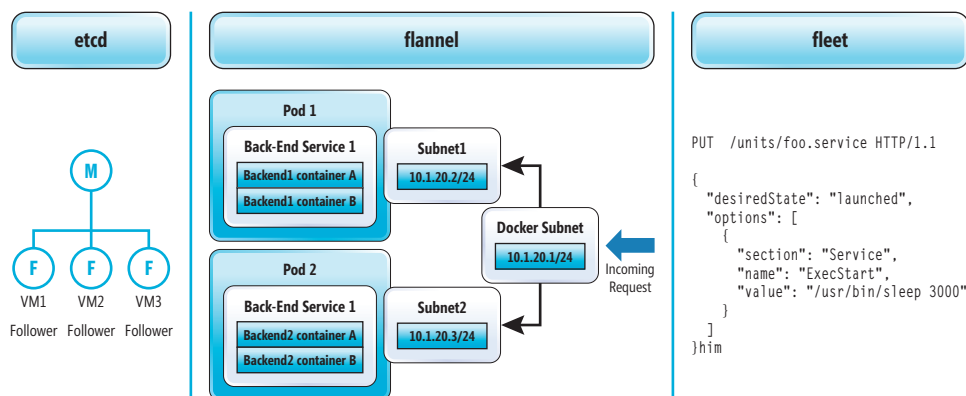 etcd
M
F F F
VM1 VM2 VM3
Follower Follower Follower
flannel
Pod 1
Back-End Service 1
Backend1 container A
Backend1 container B
Subnet1
10.1.20.2/24
Docker Subnet
10.1.20.1/24
Incoming
Request
Pod 2
Back-End Service 1
Backend2 container A
Backend2 container B
Subnet2
10.1.20.3/24
fleet
PUT  /units/foo.service HTTP/1.1
{
  "desiredState": "launched",
  "options": [
    {
      "section": "Service",
      "name": "ExecStart",
      "value": "/usr/bin/sleep 3000"
    }
  ]
}him